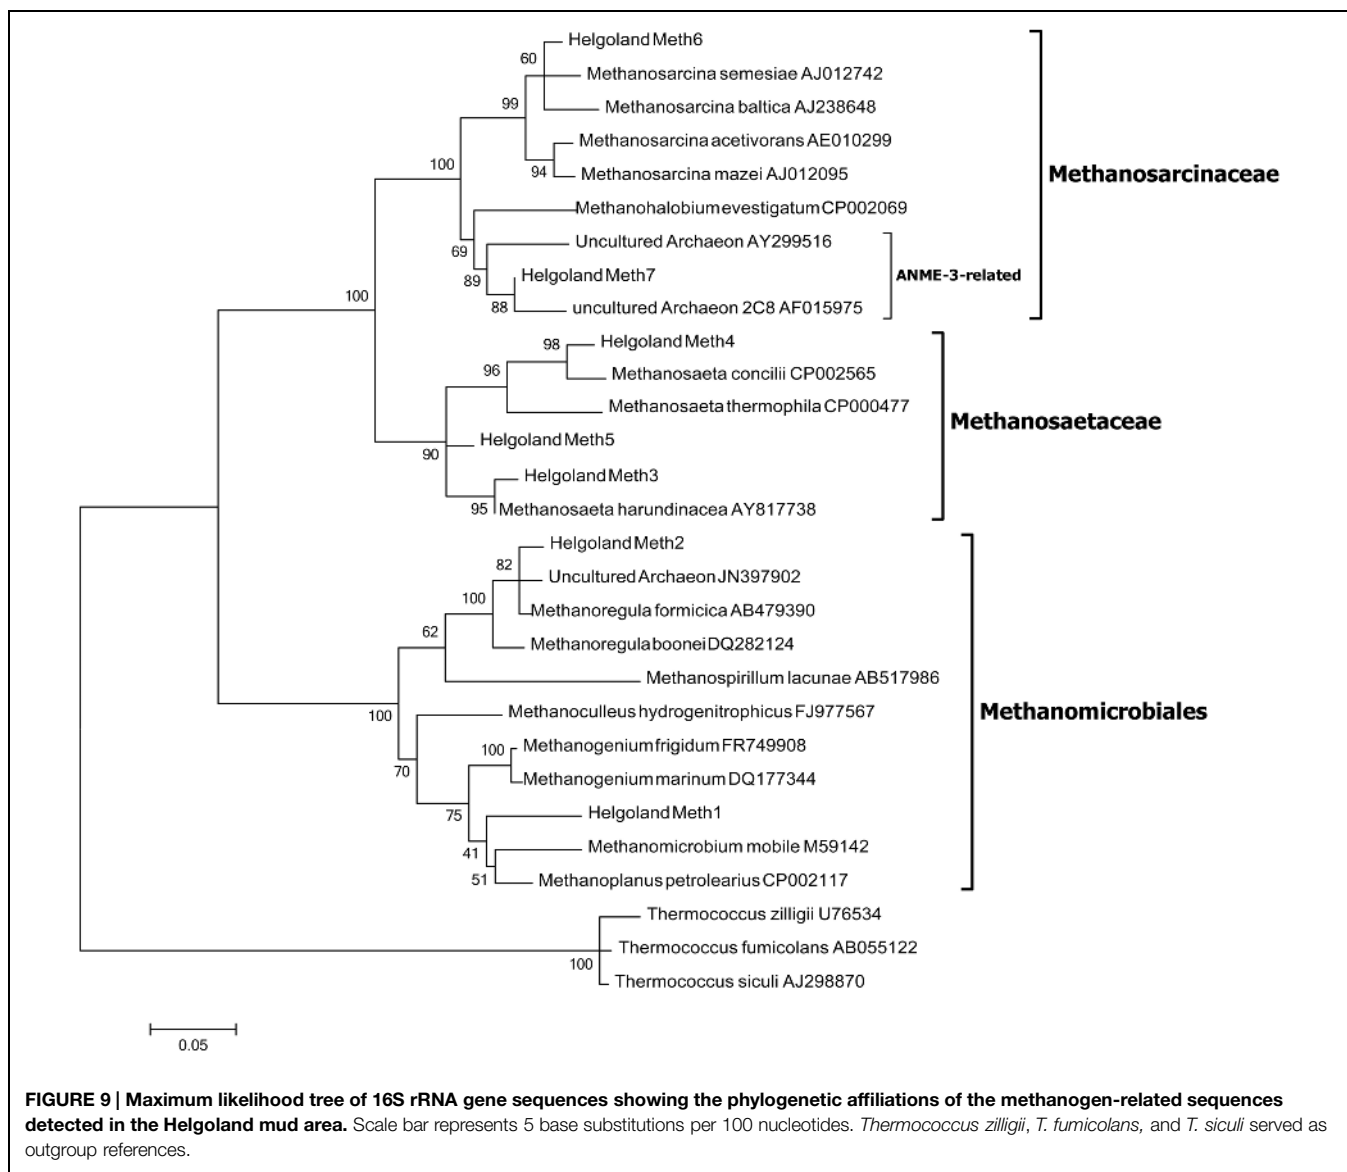 Helgoland Meth6
60
Methanosarcina semesiae AJ012742
99
Methanosarcina baltica AJ238648
Methanosarcina acetivorans AE010299
100
94
Methanosarcina mazei AJ012095
Methanosarcinaceae
Methanohalobium evestigatum CP002069
69
Uncultured Archaeon AY299516
89
Helgoland Meth7
ANME-3-related
88
uncultured Archaeon 2C8 AF015975
100
98
Helgoland Meth4
96
Methanosaeta concilii CP002565
Methanosaeta thermophila CP000477
Methanosaetaceae
Helgoland Meth5
90
Helgoland Meth3
95
Methanosaeta harundinacea AY817738
Helgoland Meth2
82
Uncultured Archaeon JN397902
100
Methanoregula formicica AB479390
62
Methanoregula boonei DQ282124
Methanospirillum lacunae AB517986
100
Methanoculleus hydrogenitrophicus FJ977567
Methanomicrobiales
100
Methanogenium frigidum FR749908
70
Methanogenium marinum DQ177344
75
Helgoland Meth1
41
Methanomicrobium mobile M59142
51
Methanoplanus petrolearius CP002117
Thermococcus zilligii U76534
Thermococcus fumicolans AB055122
100
Thermococcus siculi AJ298870
0.05
FIGURE 9 | Maximum likelihood tree of 16S rRNA gene sequences showing the phylogenetic affiliations of the methanogen-related sequences
detected in the Helgoland mud area. Scale bar represents 5 base substitutions per 100 nucleotides. Thermococcus zilligii, T. fumicolans, and T. siculi served as
outgroup references.